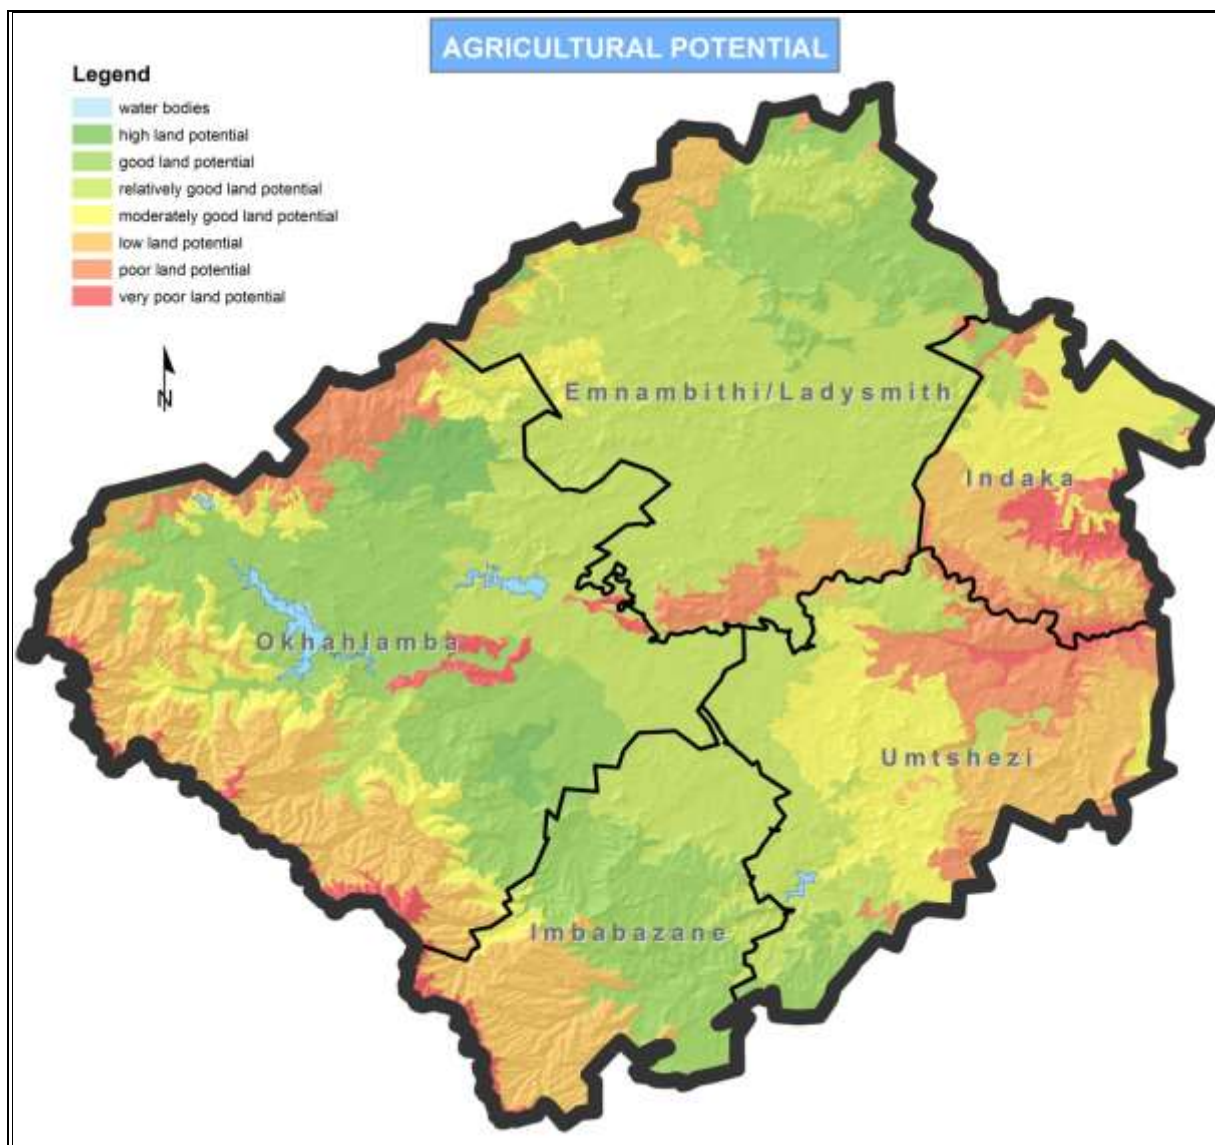 AGRICULTURAL POTENTIAL
Legend
water bodies
high land potential
good land potential
relatively good land potential
moderately good land potential
low land potential
poor land potential
very poor land potential
N
Emnambithi/Ladysmith
Indaka
Okhahlamba
Umtshezi
Imbabazane